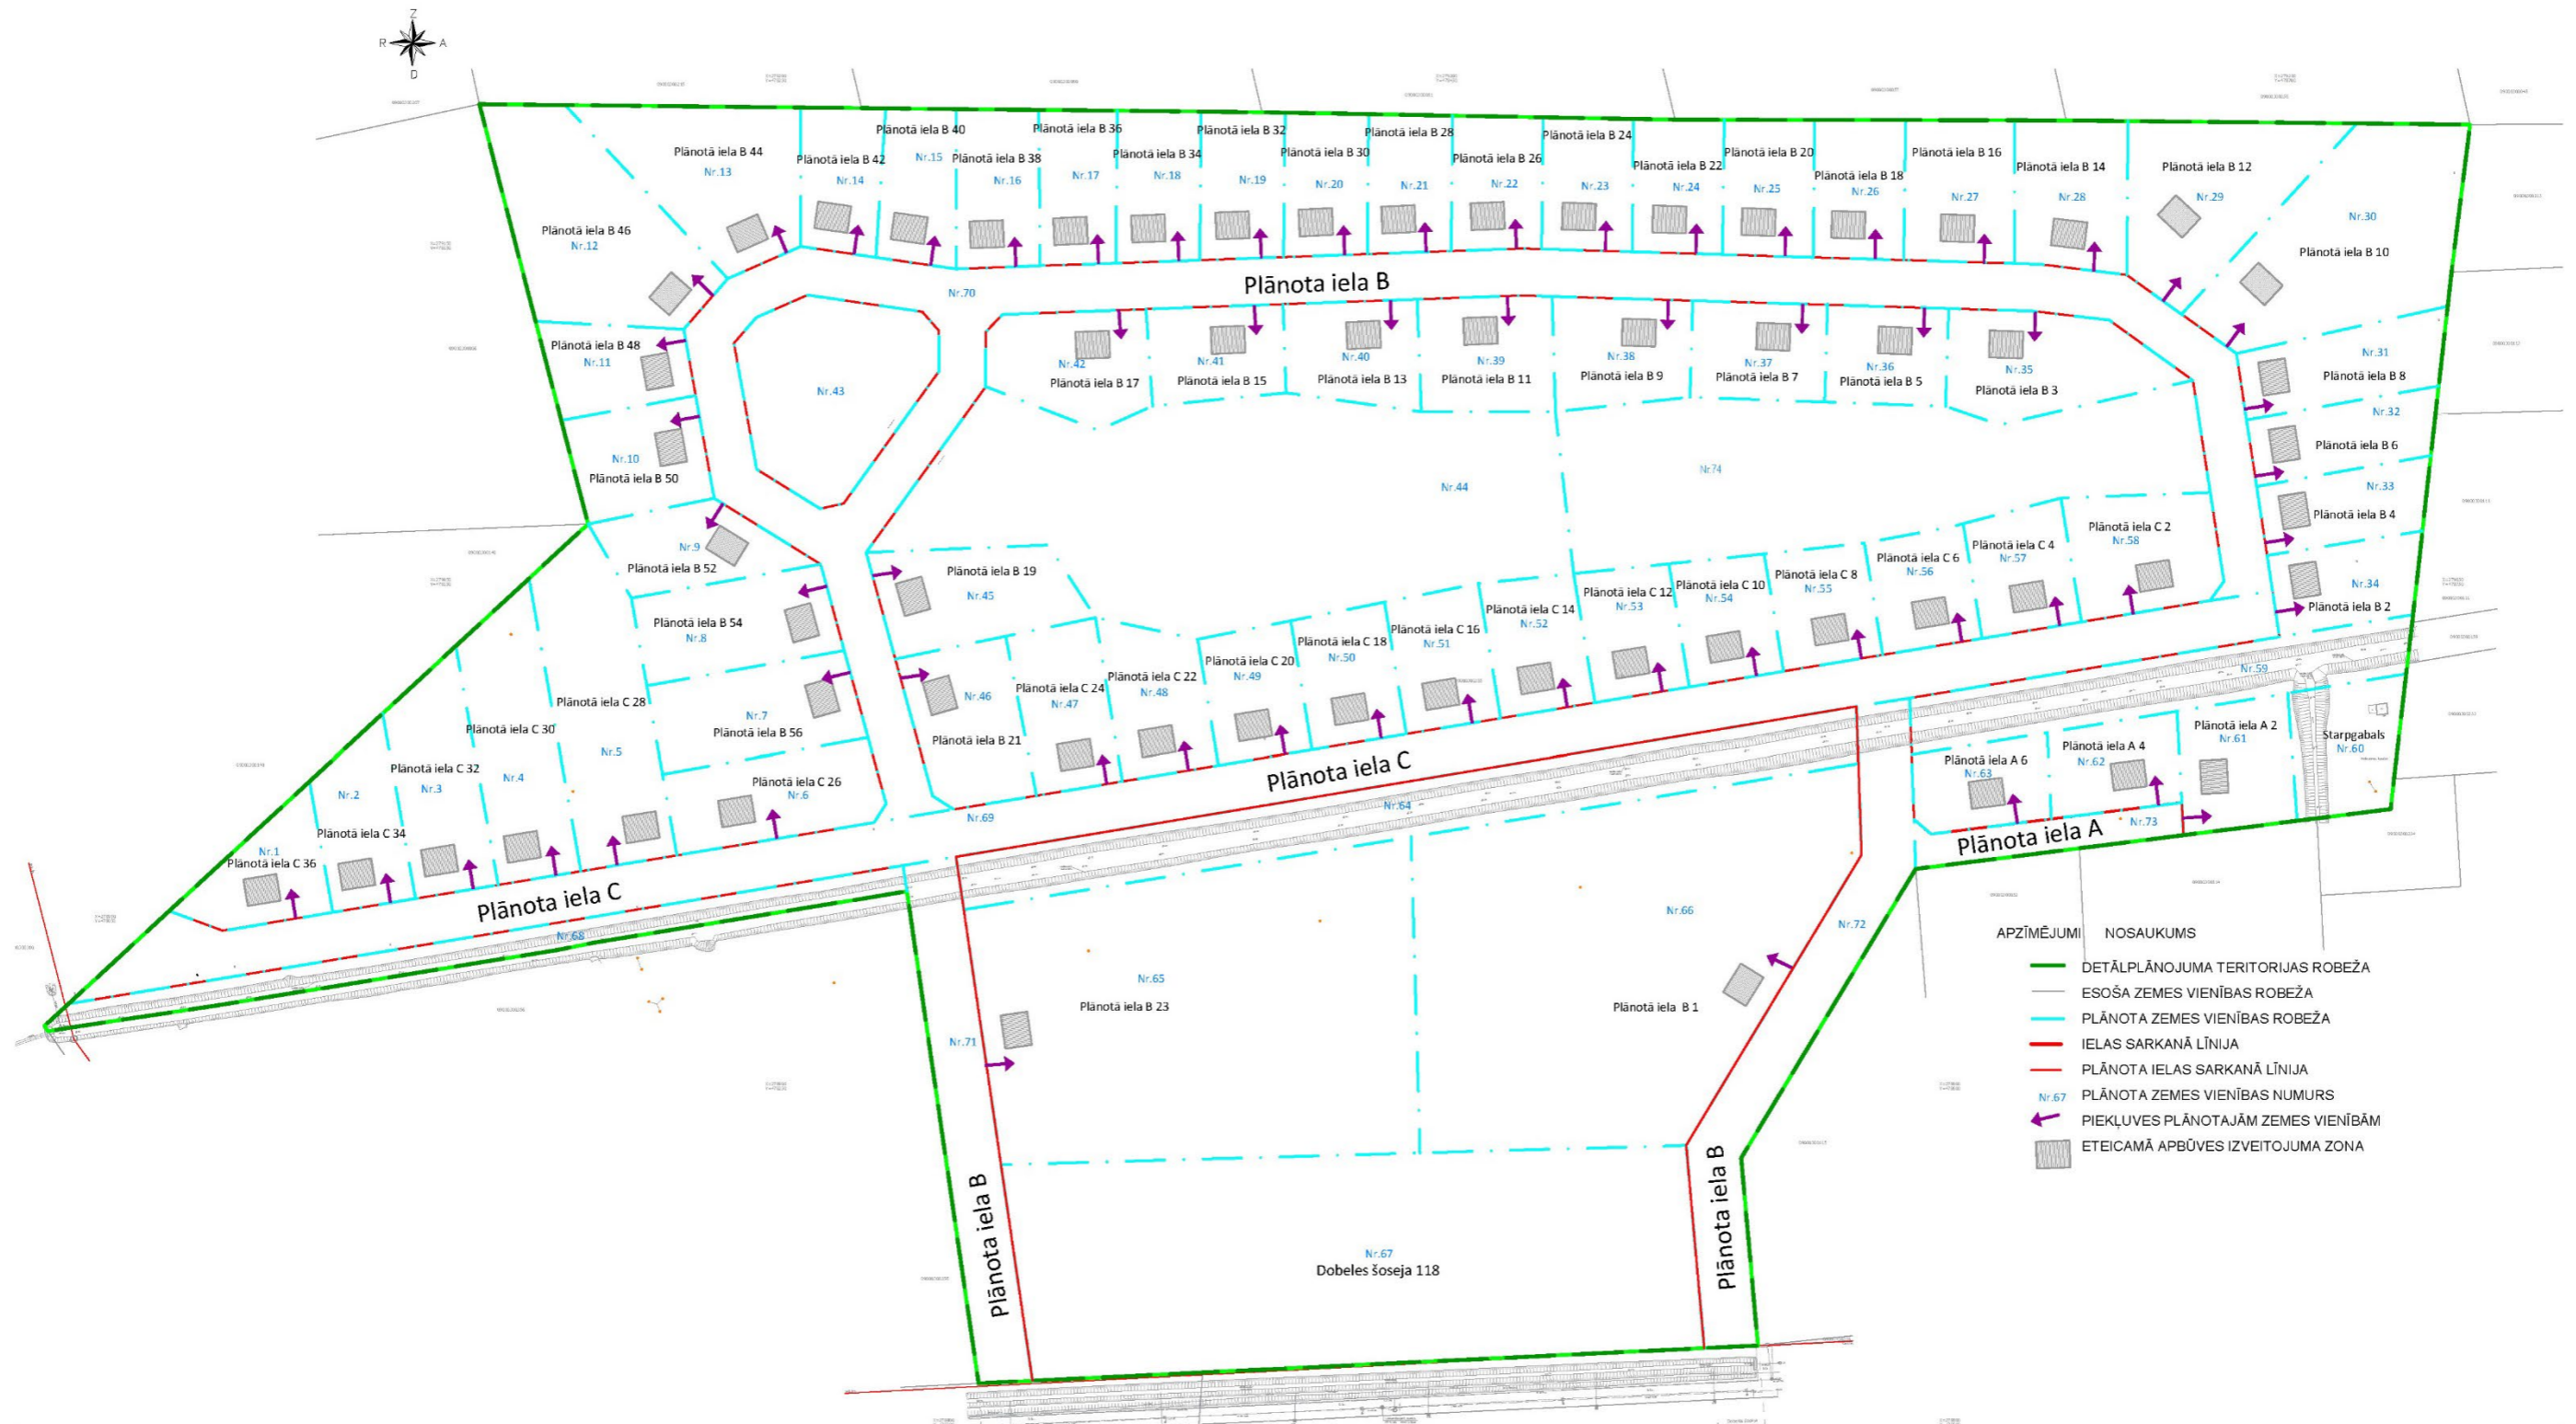 Z
R A
D
Plānotā iela B 44
Nr.13
Plānotā iela B 42
Nr.14
Plānotā iela B 40
Nr.15
Plānotā iela B 38
Nr.16
Plānotā iela B 36
Nr.17
Plānotā iela B 34
Nr.18
Plānotā iela B 32
Nr.19
Plānotā iela B 30
Nr.20
Plānotā iela B 28
Nr.21
Plānotā iela B 26
Nr.22
Plānotā iela B 24
Nr.23
Plānotā iela B 22
Nr.24
Plānotā iela B 20
Nr.25
Plānotā iela B 18
Nr.26
Plānotā iela B 16
Nr.27
Plānotā iela B 14
Nr.28
Plānotā iela B 12
Nr.29
Nr.30
Plānotā iela B 10
Plānotā iela B 46
Nr.12
Nr.70
Plānota iela B
Plānotā iela B 48
Nr.11
Nr.43
Nr.42
Plānotā iela B 17
Nr.41
Plānotā iela B 15
Nr.40
Plānotā iela B 13
Nr.39
Plānotā iela B 11
Nr.38
Plānotā iela B 9
Nr.37
Plānotā iela B 7
Nr.36
Plānotā iela B 5
Nr.35
Plānotā iela B 3
Nr.31
Plānotā iela B 8
Nr.32
Plānotā iela B 6
Nr.33
Plānotā iela B 4
Nr.34
Plānotā iela B 2
Nr.10
Plānotā iela B 50
Nr.44
Nr.74
Nr.9
Plānotā iela B 52
Plānotā iela B 54
Nr.8
Nr.7
Plānotā iela B 56
Plānotā iela B 19
Nr.45
Nr.46
Plānotā iela B 21
Plānotā iela C 24
Nr.47
Plānotā iela C 22
Nr.48
Plānotā iela C 20
Nr.49
Plānotā iela C 18
Nr.50
Plānotā iela C 16
Nr.51
Plānotā iela C 14
Nr.52
Plānotā iela C 12
Nr.53
Plānotā iela C 10
Nr.54
Plānotā iela C 8
Nr.55
Plānotā iela C 6
Nr.56
Plānotā iela C 4
Nr.57
Plānotā iela C 2
Nr.58
Nr.59
Plānotā iela C 28
Nr.5
Plānotā iela C 30
Nr.4
Plānotā iela C 32
Nr.3
Nr.2
Plānotā iela C 34
Nr.1
Plānotā iela C 36
Plānotā iela C 26
Nr.6
Nr.69
Plānota iela C
Nr.64
Plānota iela C
Nr.68
Plānotā iela A 6
Nr.63
Plānotā iela A 4
Nr.62
Plānotā iela A 2
Nr.61
Starpgabals
Nr.60
Nr.73
Plānota iela A
Nr.65
Plānotā iela B 23
Nr.66
Plānotā iela B 1
Nr.72
Nr.71
Plānota iela B
Plānota iela B
Nr.67
Dobeles šoseja 118
APZĪMĒJUMI NOSAUKUMS
DETĀLPLĀNOJUMA TERITORIJAS ROBEŽA
ESOŠA ZEMES VIENĪBAS ROBEŽA
PLĀNOTA ZEMES VIENĪBAS ROBEŽA
IELAS SARKANĀ LĪNIJA
PLĀNOTA IELAS SARKANĀ LĪNIJA
Nr.67 PLĀNOTA ZEMES VIENĪBAS NUMURS
PIEKĻUVES PLĀNOTAJĀM ZEMES VIENĪBĀM
ETEICAMĀ APBŪVES IZVEITOJUMA ZONA